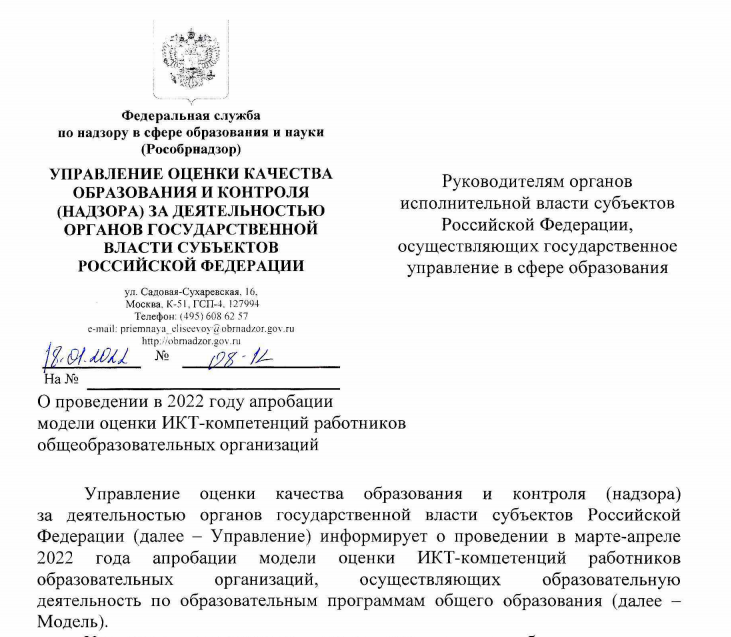 Федеральная служба
по надзору в сфере образования и науки
(Рособрнадзор)
УПРАВЛЕНИЕ ОЦЕНКИ КАЧЕСТВА
ОБРАЗОВАНИЯ И КОНТРОЛЯ
(НАДЗОРА) ЗА ДЕЯТЕЛЬНОСТЬЮ
ОРГАНОВ ГОСУДАРСТВЕННОЙ
ВЛАСТИ СУБЪЕКТОВ
РОССИЙСКОЙ ФЕДЕРАЦИИ
ул. Садовая-Сухаревская, 16,
Москва, К-51, ГСП-4, 127994
Телефон: (495) 608 62 57
e-mail: priemnaya_eliseevoy@obrnadzor.gov.ru
http://obrnadzor.gov.ru
18.01.2022 № 08-12
На №
Руководителям органов
исполнительной власти субъектов
Российской Федерации,
осуществляющих государственное
управление в сфере образования
О проведении в 2022 году апробации
модели оценки ИКТ-компетенций работников
общеобразовательных организаций
Управление оценки качества образования и контроля (надзора)
за деятельностью органов государственной власти субъектов Российской
Федерации (далее – Управление) информирует о проведении в марте-апреле
2022 года апробации модели оценки ИКТ-компетенций работников
образовательных организаций, осуществляющих образовательную
деятельность по образовательным программам общего образования (далее –
Модель).